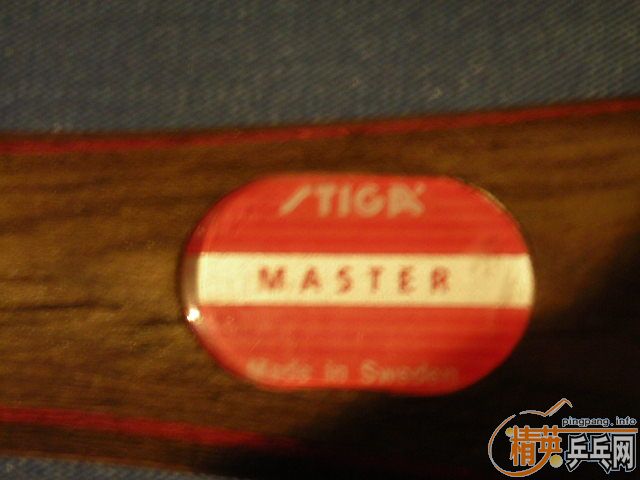 STIGA
MASTER
Made in Sweden
pingpang.info
精英乒乓网